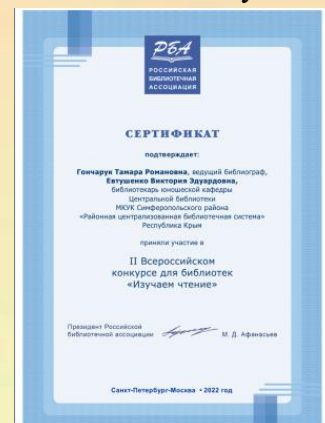 РБА
РОССИЙСКАЯ
БИБЛИОТЕЧНАЯ
АССОЦИАЦИЯ
СЕРТИФИКАТ
подтверждает:
Гончарук Тамара Романовна, ведущий библиограф,
Евтушенко Виктория Эдуардовна,
библиотекарь юношеской кафедры
Центральной библиотеки
МКУК Симферопольского района
«Районная централизованная библиотечная система»
Республика Крым
приняли участие в
II Всероссийском
конкурсе для библиотек
«Изучаем чтение»
Президент Российской
библиотечной ассоциации М. Д. Афанасьев
Санкт-Петербург-Москва • 2022 год